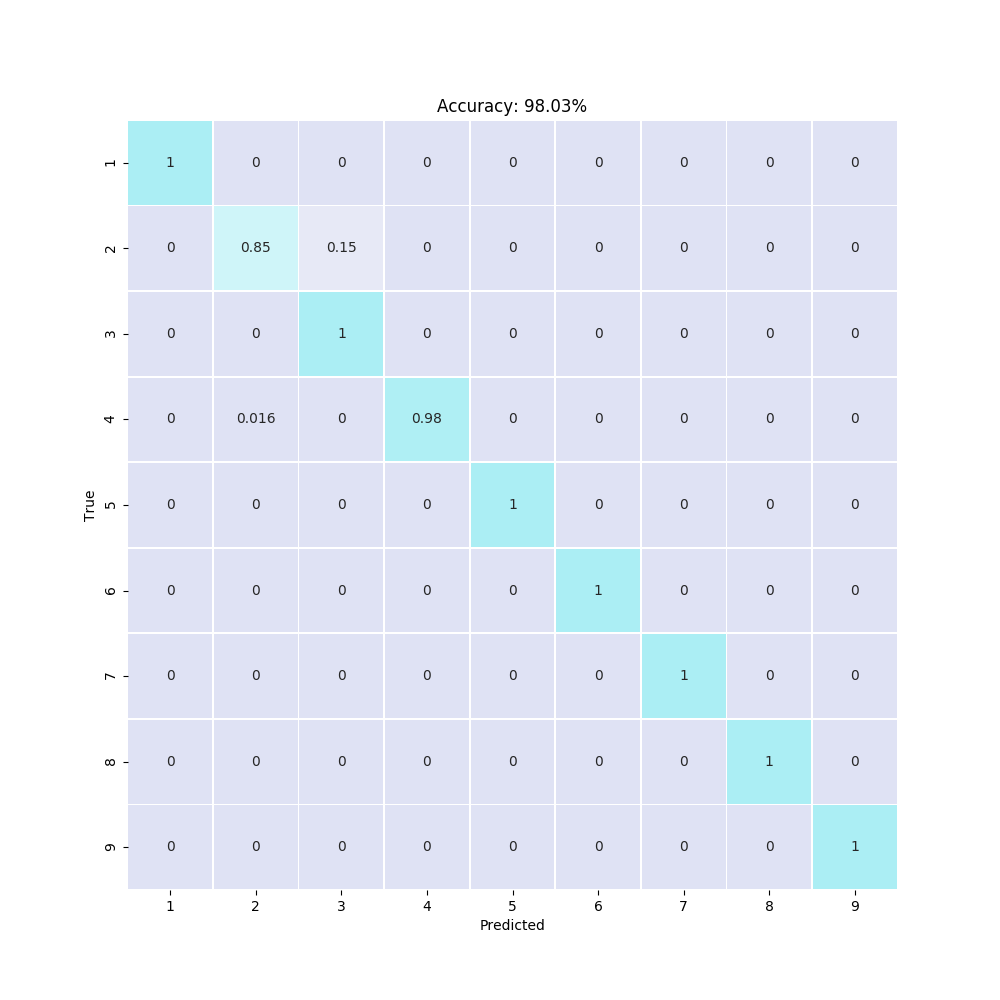 Accuracy: 98.03%
1 1 0 0 0 0 0 0 0 0
2 0 0.85 0.15 0 0 0 0 0 0
3 0 0 1 0 0 0 0 0 0
4 0 0.016 0 0.98 0 0 0 0 0
True
5 0 0 0 0 1 0 0 0 0
6 0 0 0 0 0 1 0 0 0
7 0 0 0 0 0 0 1 0 0
8 0 0 0 0 0 0 0 1 0
9 0 0 0 0 0 0 0 0 1
1 2 3 4 5 6 7 8 9
Predicted